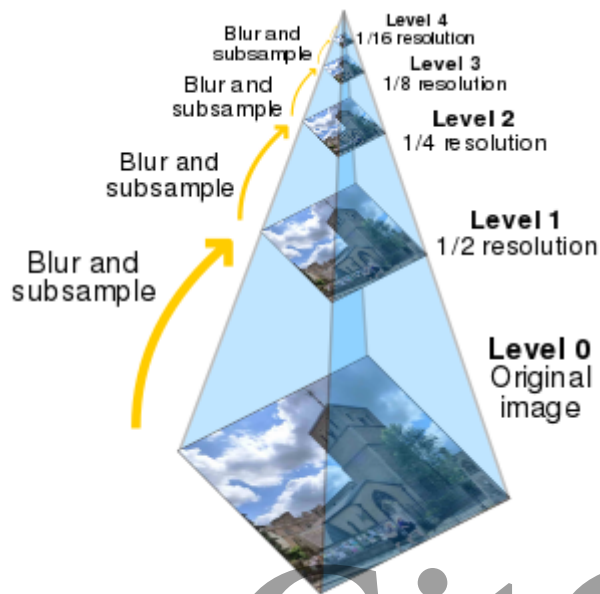 Level 4
1/16 resolution
Blur and
subsample
Level 3
1/8 resolution
Blur and
subsample
Level 2
1/4 resolution
Blur and
subsample
Level 1
1/2 resolution
Blur and
subsample
Level 0
Original
image